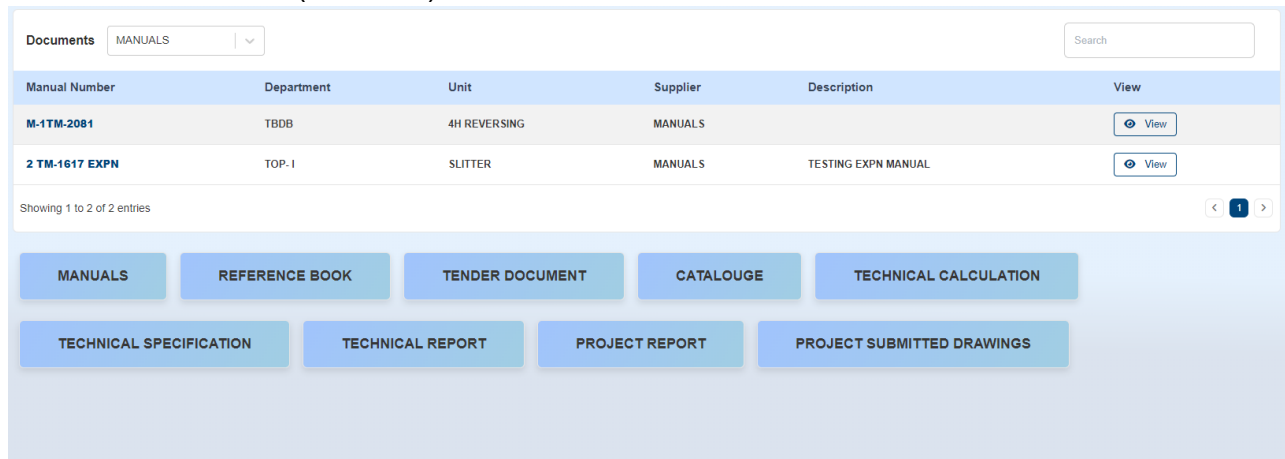 Documents MANUALS Search
Manual Number Department Unit Supplier Description View
M-1TM-2081 TBDB 4H REVERSING MANUALS View
2 TM-1617 EXPN TOP- I SLITTER MANUALS TESTING EXPN MANUAL View
Showing 1 to 2 of 2 entries < 1 >
MANUALS REFERENCE BOOK TENDER DOCUMENT CATALOUGE TECHNICAL CALCULATION
TECHNICAL SPECIFICATION TECHNICAL REPORT PROJECT REPORT PROJECT SUBMITTED DRAWINGS